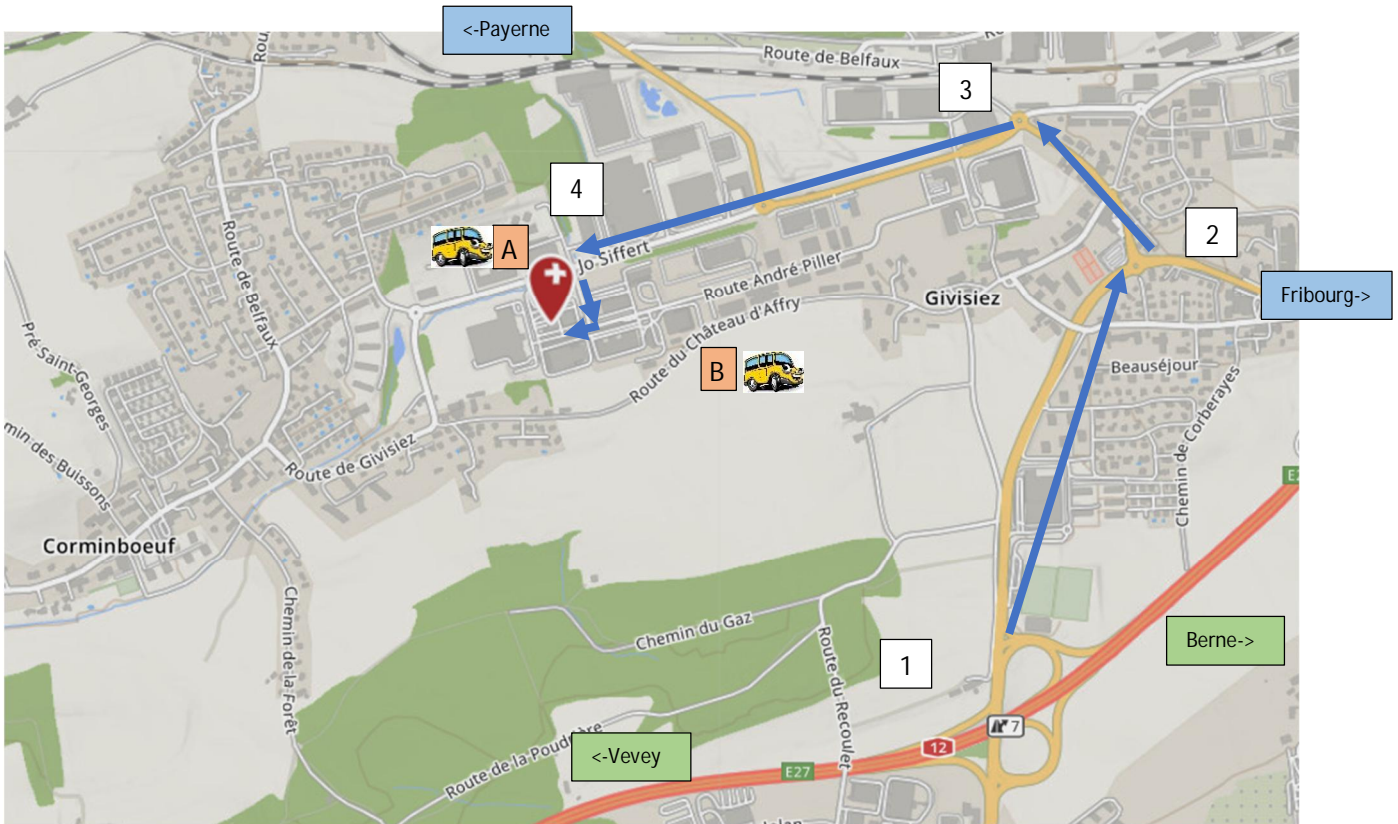 <-Payerne
Route de Belfaux
3
4
2
A
Jo Siffert
Route André Piller
Givisiez
Fribourg->
Route de Belfaux
Route du Château d'Affry
B
Beauséjour
Pré-Saint-Georges
Chemin de Corberayes
min des Buissons
Route de Givisiez
Corminboeuf
Chemin de la Forêt
Chemin du Gaz
Route du Recoulet
1
Berne->
Route de la Poudrière
<-Vevey
7
12
E27